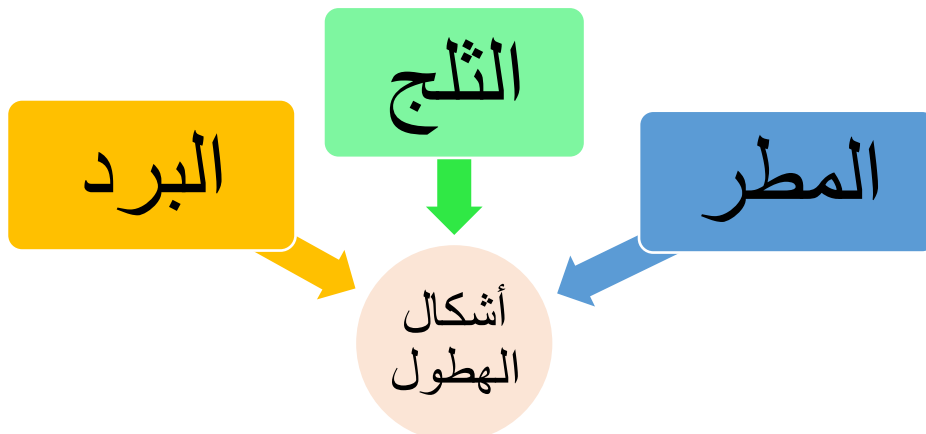 المطر
الثلج
البرد
أشكال
الهطول